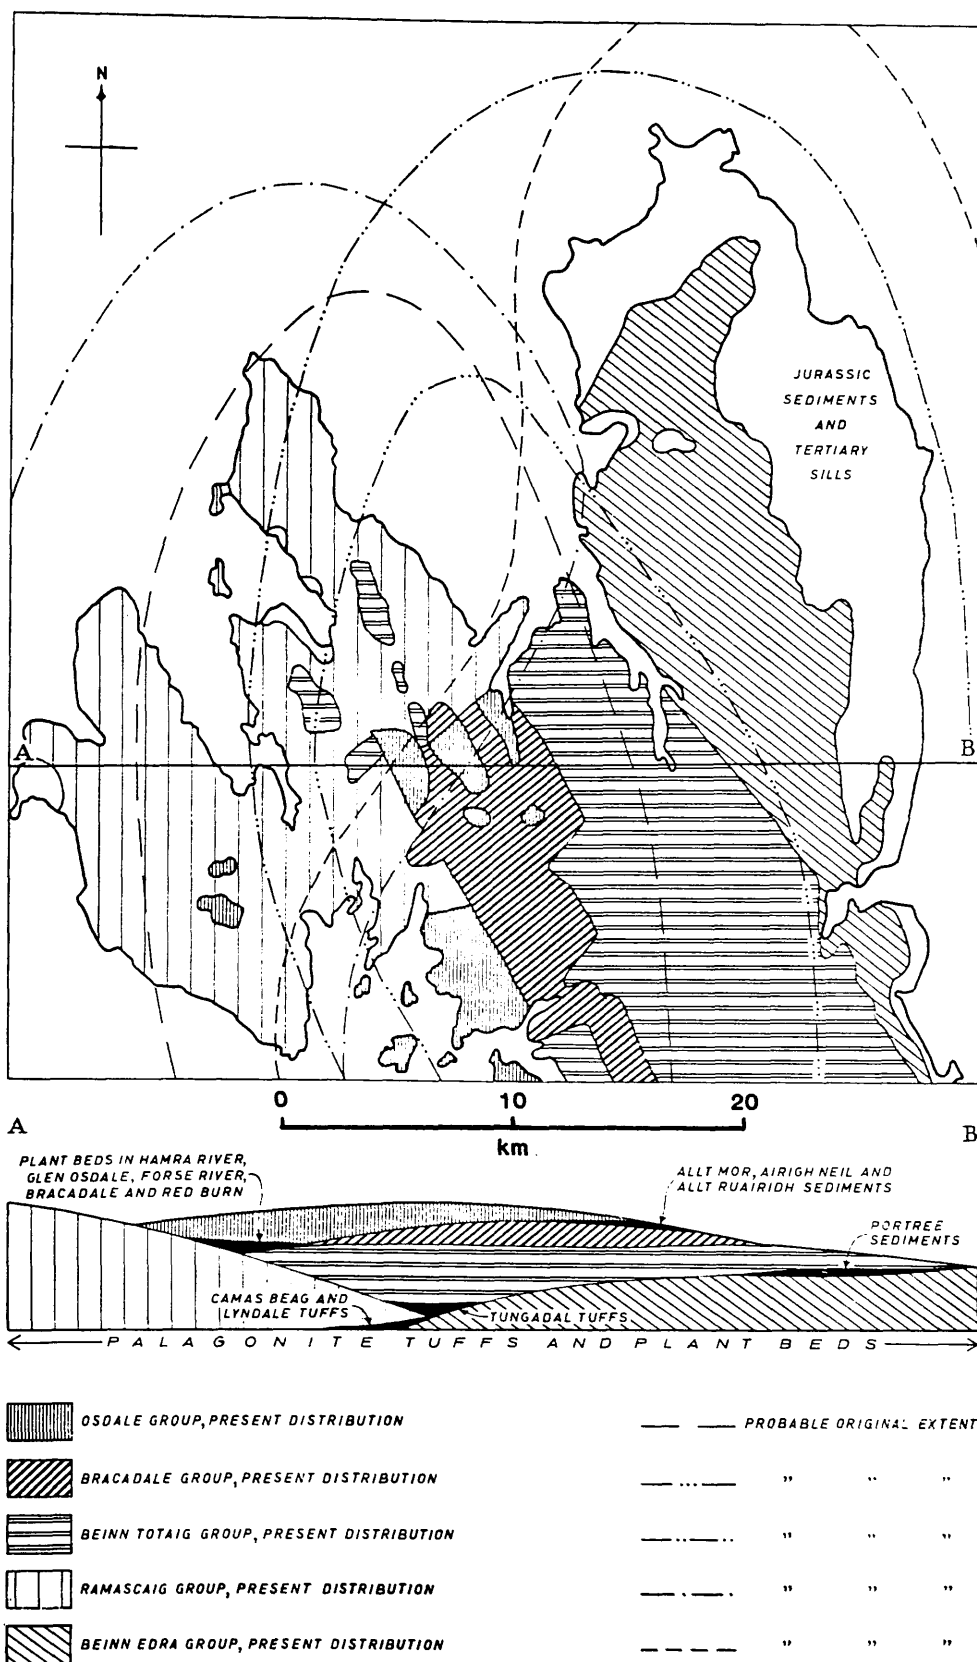 N
JURASSIC
SEDIMENTS
AND
TERTIARY
SILLS
A
B
0 10 20
km
A
B
PLANT BEDS IN HAMRA RIVER,
GLEN OSDALE, FORSE RIVER,
BRACADALE AND RED BURN
ALLT MOR, AIRIGH NEIL AND
ALLT RUAIRIDH SEDIMENTS
PORTREE
SEDIMENTS
CAMAS BEAG AND
LYNDALE TUFFS
TUNGADAL TUFFS
PALAGONITE TUFFS AND PLANT BEDS
OSDALE GROUP, PRESENT DISTRIBUTION
PROBABLE ORIGINAL EXTENT
BRACADALE GROUP, PRESENT DISTRIBUTION
" " "
BEINN TOTAIG GROUP, PRESENT DISTRIBUTION
" " "
RAMASCAIG GROUP, PRESENT DISTRIBUTION
" " "
BEINN EDRA GROUP, PRESENT DISTRIBUTION
" " "